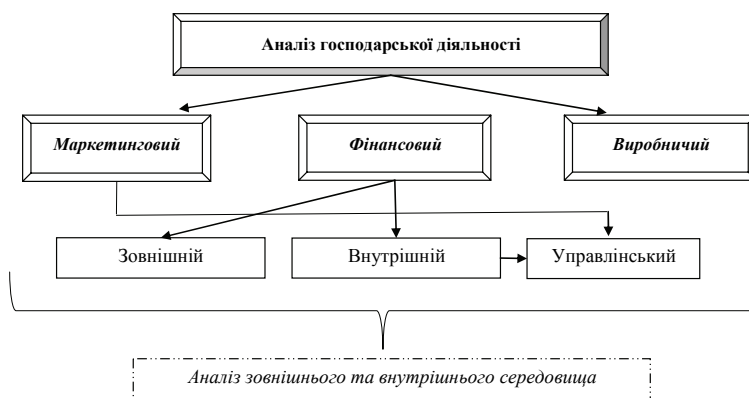 Аналіз господарської діяльності
Маркетинговий
Фінансовий
Виробничий
Зовнішній
Внутрішній
Управлінський
Аналіз зовнішнього та внутрішнього середовища